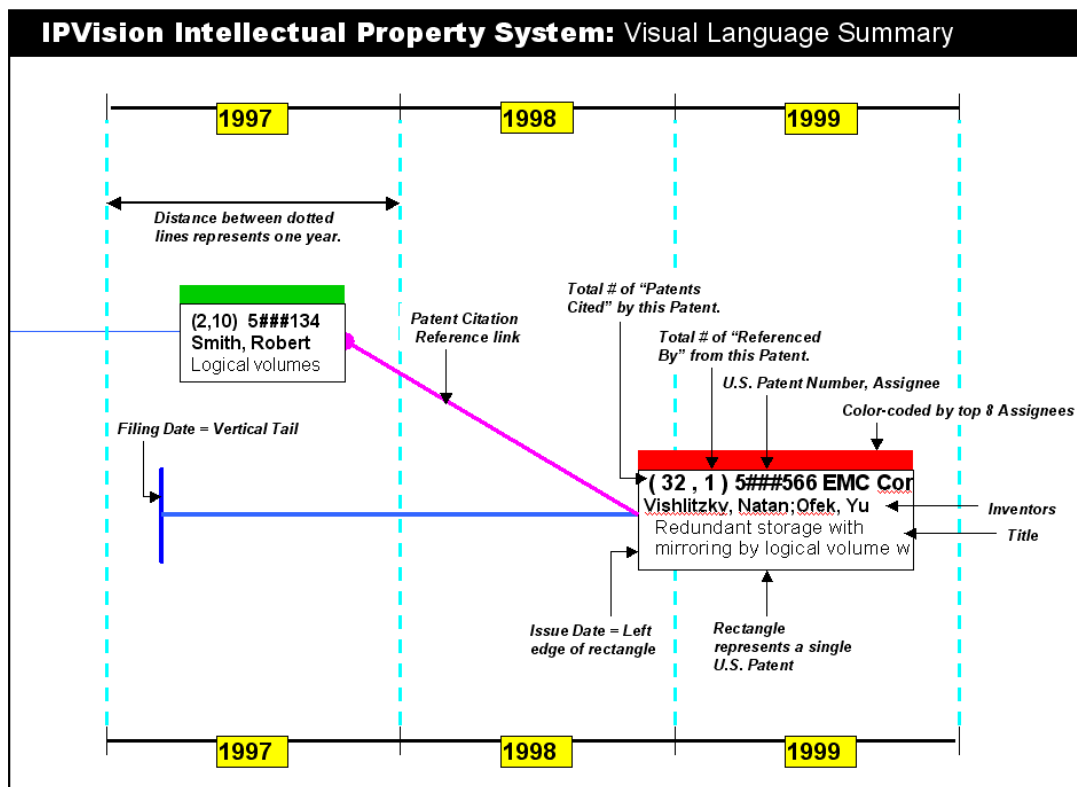 IPVision Intellectual Property System: Visual Language Summary
1997
1998
1999
Distance between dotted
lines represents one year.
(2,10) 5###134
Smith, Robert
Logical volumes
Patent Citation
Reference link
Total # of “Patents
Cited” by this Patent.
Total # of “Referenced
By” from this Patent.
U.S. Patent Number, Assignee
Color-coded by top 8 Assignees
Filing Date = Vertical Tail
( 32 , 1 ) 5###566 EMC Cor
Vishlitzky, Natan;Ofek, Yu
Redundant storage with
mirroring by logical volume w
Inventors
Title
Issue Date = Left
edge of rectangle
Rectangle
represents a single
U.S. Patent
1997
1998
1999